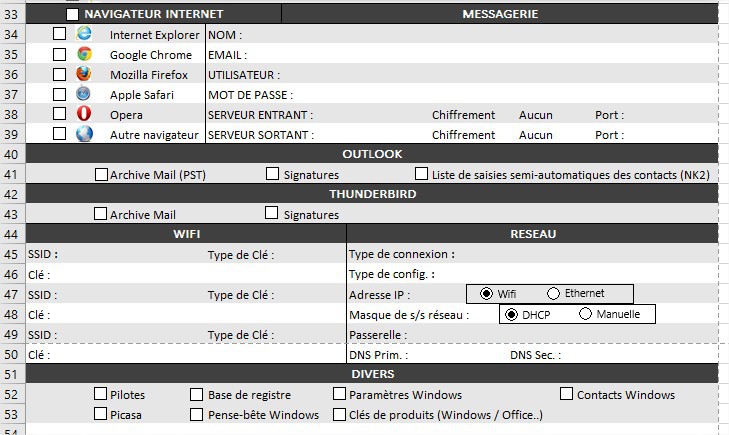 33 NAVIGATEUR INTERNET MESSAGERIE
34 Internet Explorer NOM :
35 Google Chrome EMAIL :
36 Mozilla Firefox UTILISATEUR :
37 Apple Safari MOT DE PASSE :
38 Opera SERVEUR ENTRANT : Chiffrement Aucun Port :
39 Autre navigateur SERVEUR SORTANT : Chiffrement Aucun Port :
40 OUTLOOK
41 Archive Mail (PST) Signatures Liste de saisies semi-automatiques des contacts (NK2)
42 THUNDERBIRD
43 Archive Mail Signatures
44 WIFI RESEAU
45 SSID : Type de Clé : Type de connexion :
46 Clé : Type de config. :
47 SSID : Type de Clé : Adresse IP : Wifi Ethernet
48 Clé : Masque de s/s réseau : DHCP Manuelle
49 SSID : Type de Clé : Passerelle :
50 Clé : DNS Prim. : DNS Sec. :
51 DIVERS
52 Pilotes Base de registre Paramètres Windows Contacts Windows
53 Picasa Pense-bête Windows Clés de produits (Windows / Office..)
54